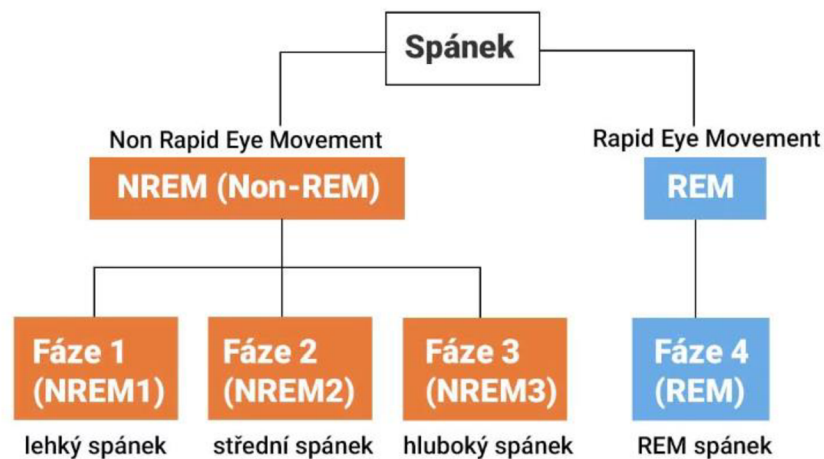 Spánek
Non Rapid Eye Movement
Rapid Eye Movement
NREM (Non-REM)
REM
Fáze 1
(NREM1)
Fáze 2
(NREM2)
Fáze 3
(NREM3)
Fáze 4
(REM)
lehký spánek
střední spánek
hluboký spánek
REM spánek